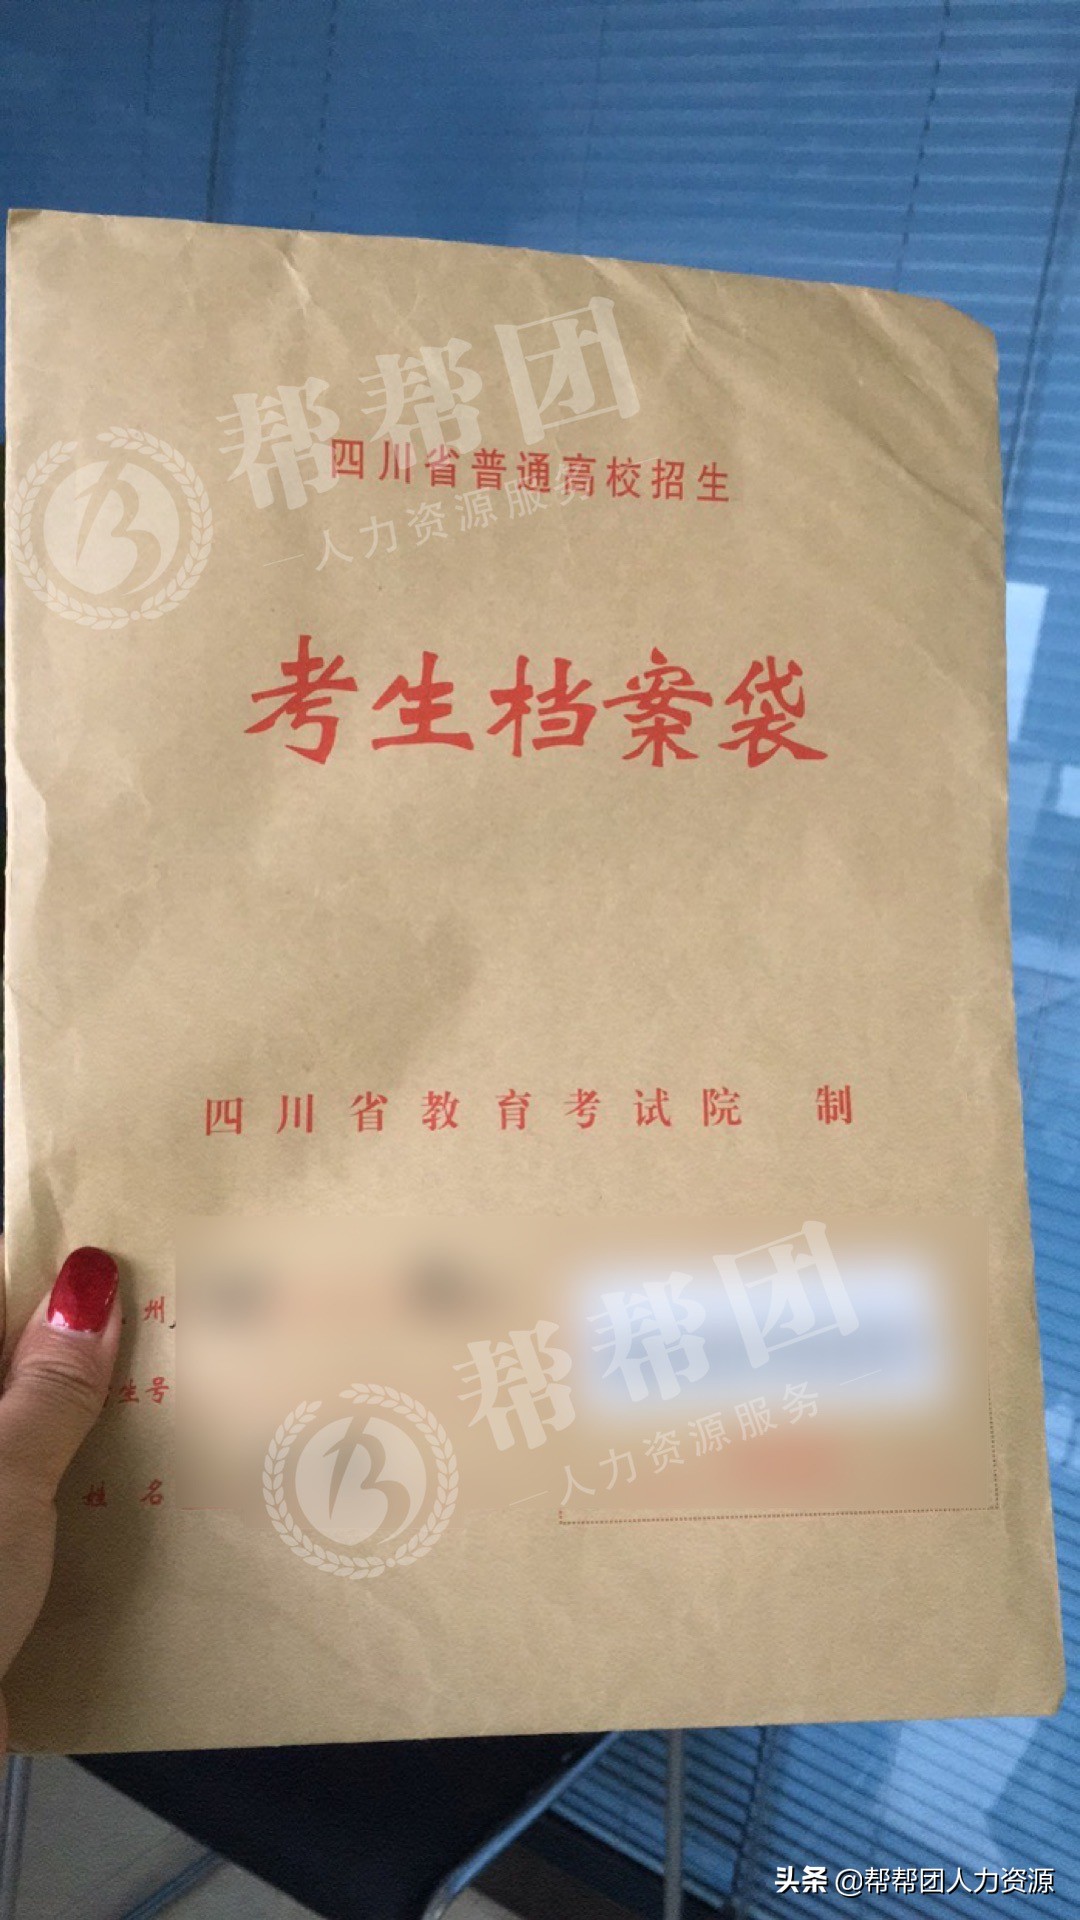 帮帮团
四川省普通高校招生
人力资源服务
考生档案袋
四川省教育考试院 制
州
生号
姓名
帮帮团
人力资源服务
头条 @帮帮团人力资源